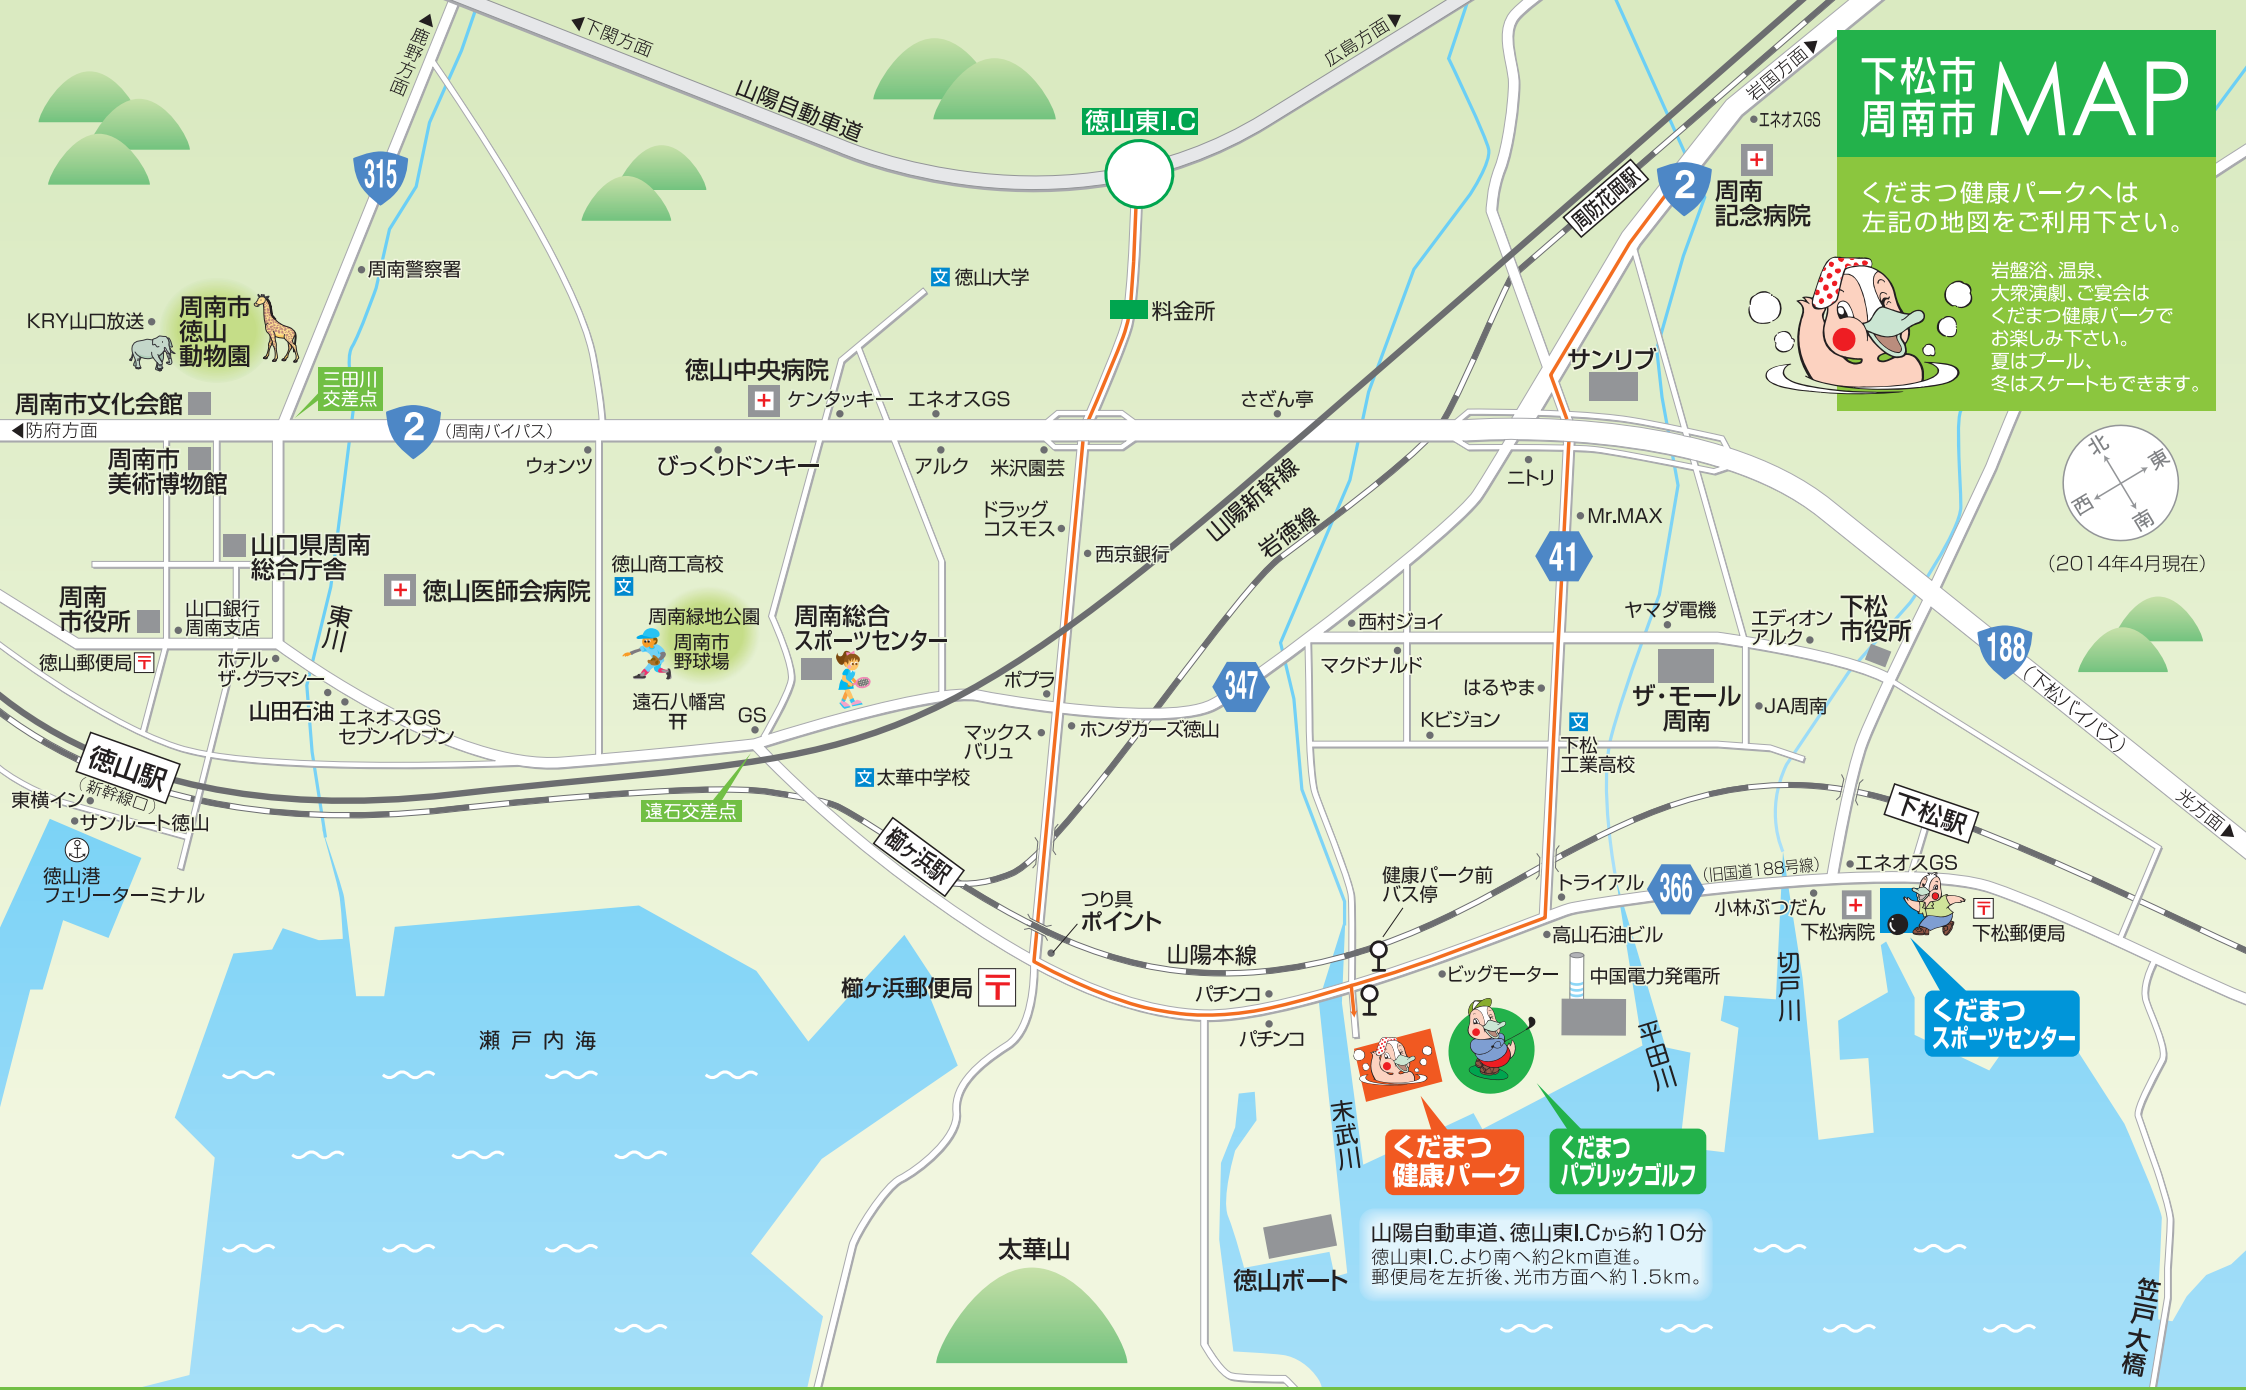 下松市
周南市
MAP
くだまつ健康パークへは
左記の地図をご利用下さい。
岩盤浴、温泉、
大衆演劇、ご宴会は
くだまつ健康パークで
お楽しみ下さい。
夏はプール、
冬はスケートもできます。
北
東
西
南
(2014年4月現在)
▲鹿野方面
◀下関方面
山陽自動車道
広島方面▶
徳山東I.C
岩国方面▶
エネオスGS
周南
記念病院
2
周防花岡駅
315
周南警察署
KRY山口放送
周南市
徳山
動物園
三田川
交差点
周南市文化会館
◀防府方面
2
(周南バイパス)
徳山大学
料金所
徳山中央病院
ケンタッキー
エネオスGS
さざん亭
サンリブ
周南市
美術博物館
ウォンツ
びっくりドンキー
アルク
米沢園芸
ドラッグ
コスモス
西京銀行
山陽新幹線
岩徳線
ニトリ
Mr.MAX
41
山口県周南
総合庁舎
徳山医師会病院
徳山商工高校
周南
市役所
山口銀行
周南支店
東川
周南緑地公園
周南市
野球場
周南総合
スポーツセンター
遠石八幡宮
GS
徳山郵便局
ホテル
ザ・グラマシー
山田石油
エネオスGS
セブンイレブン
ポプラ
マックス
バリュ
ホンダカーズ徳山
347
西村ジョイ
マクドナルド
ヤマダ電機
エディオン
アルク
下松
市役所
188
(下松バイパス)
はるやま
Kビジョン
ザ・モール
周南
JA周南
下松
工業高校
光方面▶
徳山駅
(新幹線口)
東横イン
サンルート徳山
徳山港
フェリーターミナル
遠石交差点
太華中学校
櫛ヶ浜駅
下松駅
つり具
ポイント
健康パーク前
バス停
トライアル
366
(旧国道188号線)
エネオスGS
小林ぶつだん
下松病院
下松郵便局
山陽本線
櫛ヶ浜郵便局
高山石油ビル
ビッグモーター
中国電力発電所
パチンコ
パチンコ
切戸川
平田川
末武川
くだまつ
スポーツセンター
くだまつ
健康パーク
くだまつ
パブリックゴルフ
瀬戸内海
太華山
徳山ボート
山陽自動車道、徳山東I.Cから約10分
徳山東I.C.より南へ約2km直進。
郵便局を左折後、光市方面へ約1.5km。
笠戸大橋
文
文
文
文